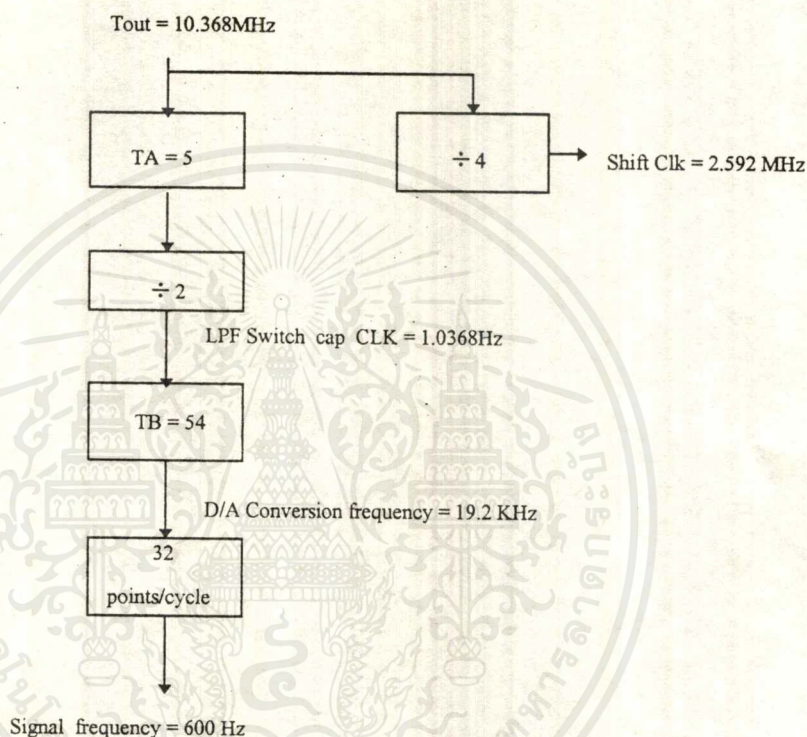 Tout = 10.368MHz
TA = 5
÷ 4
Shift Clk = 2.592 MHz
÷ 2
LPF Switch cap CLK = 1.0368Hz
TB = 54
D/A Conversion frequency = 19.2 KHz
32
points/cycle
Signal frequency = 600 Hz